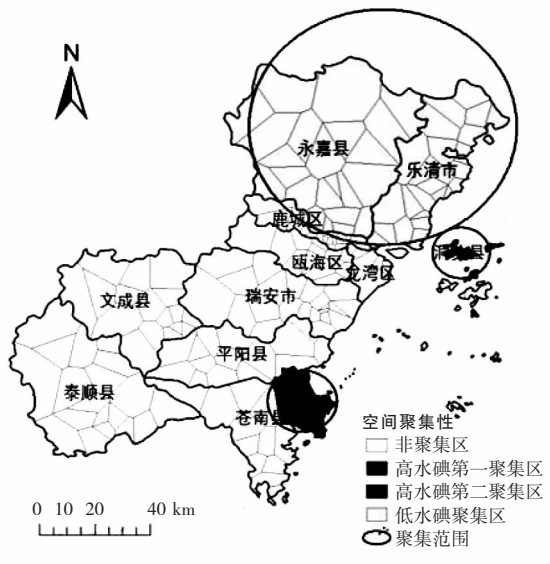 N
永嘉县
乐清市
鹿城区
瓯海区
龙湾区
文成县
瑞安市
平阳县
泰顺县
苍南县
空间聚集性
非聚集区
高水碘第一聚集区
高水碘第二聚集区
低水碘聚集区
聚集范围
0 10 20 40 km